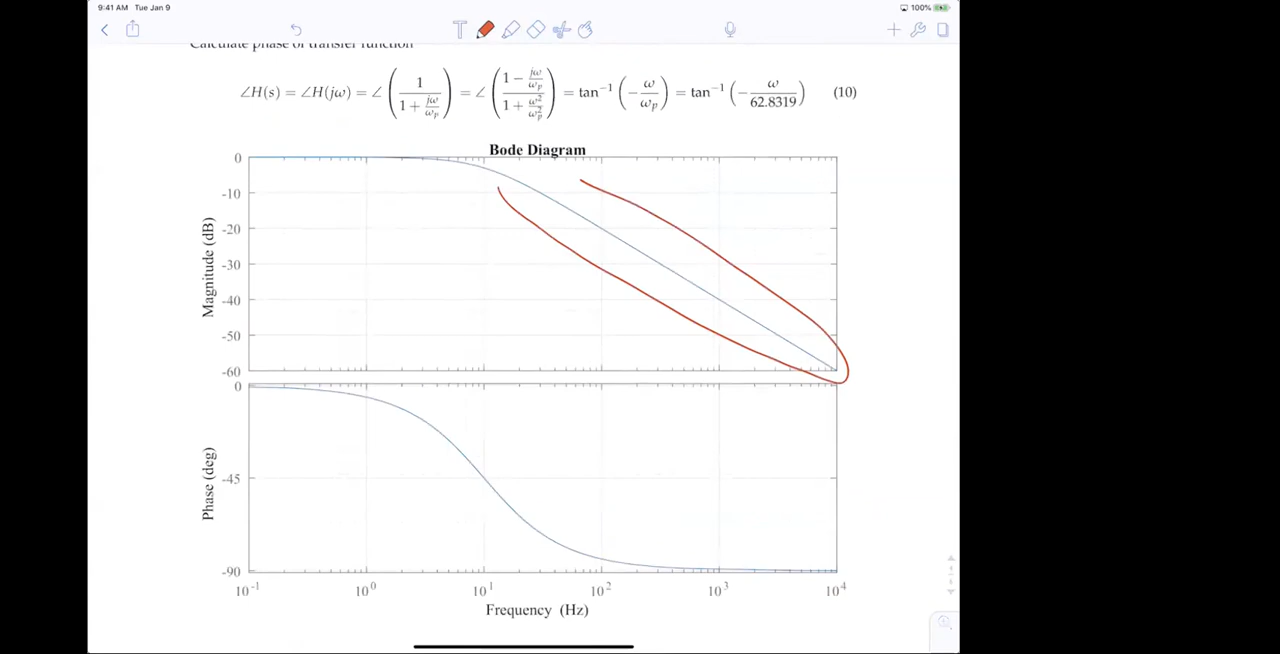 9:41 AM Tue Jan 9
100%
Calculate phase of transfer function
∠H(s) = ∠H(jω) = ∠ (1 / (1 + jω/ωp)) = ∠ ((1 − jω/ωp) / (1 + ω²/ωp²)) = tan⁻¹ (−ω/ωp) = tan⁻¹ (−ω/62.8319) (10)
Bode Diagram
Magnitude (dB)
0
-10
-20
-30
-40
-50
-60
Phase (deg)
0
-45
-90
10⁻¹ 10⁰ 10¹ 10² 10³ 10⁴
Frequency (Hz)